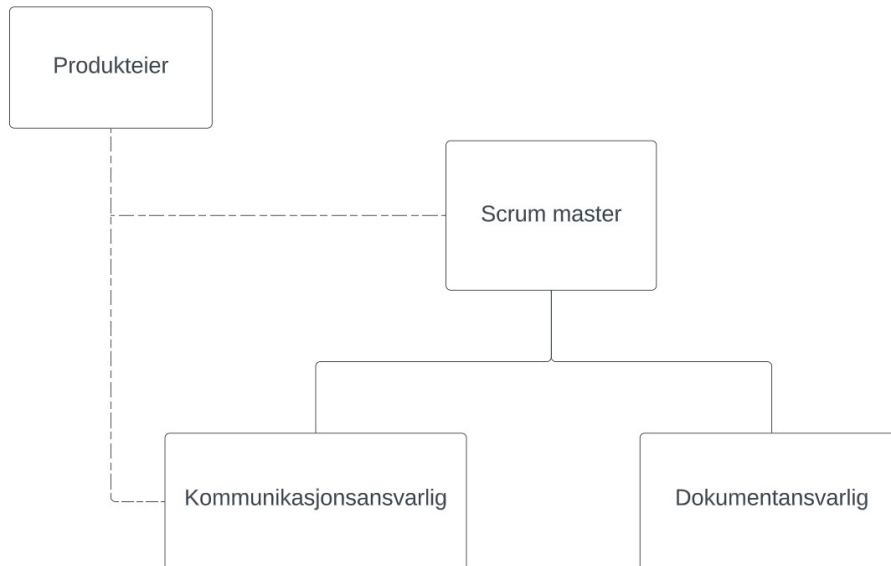 Produkteier
Scrum master
Kommunikasjonsansvarlig
Dokumentansvarlig